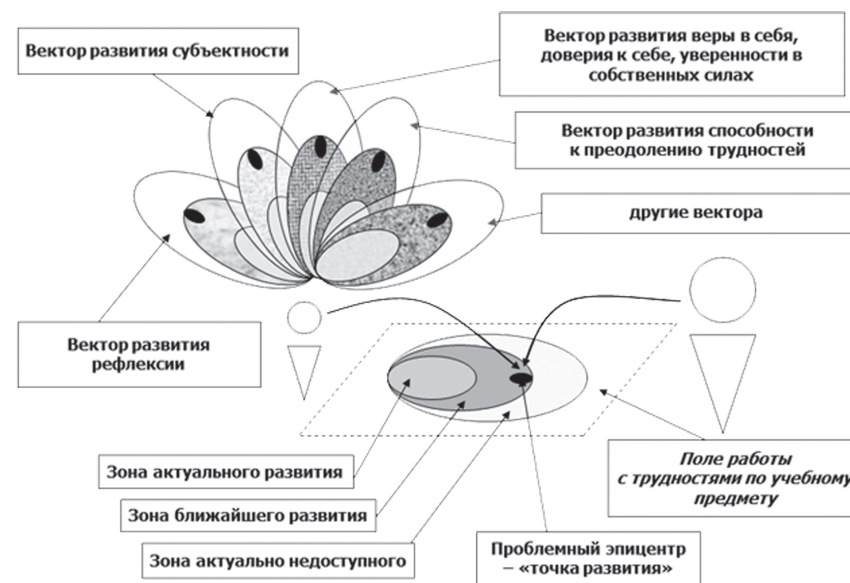 Вектор развития субъектности
Вектор развития веры в себя,
доверия к себе, уверенности в
собственных силах
Вектор развития способности
к преодолению трудностей
другие вектора
Вектор развития
рефлексии
Поле работы
с трудностями по учебному
предмету
Зона актуального развития
Зона ближайшего развития
Зона актуально недоступного
Проблемный эпицентр
– «точка развития»